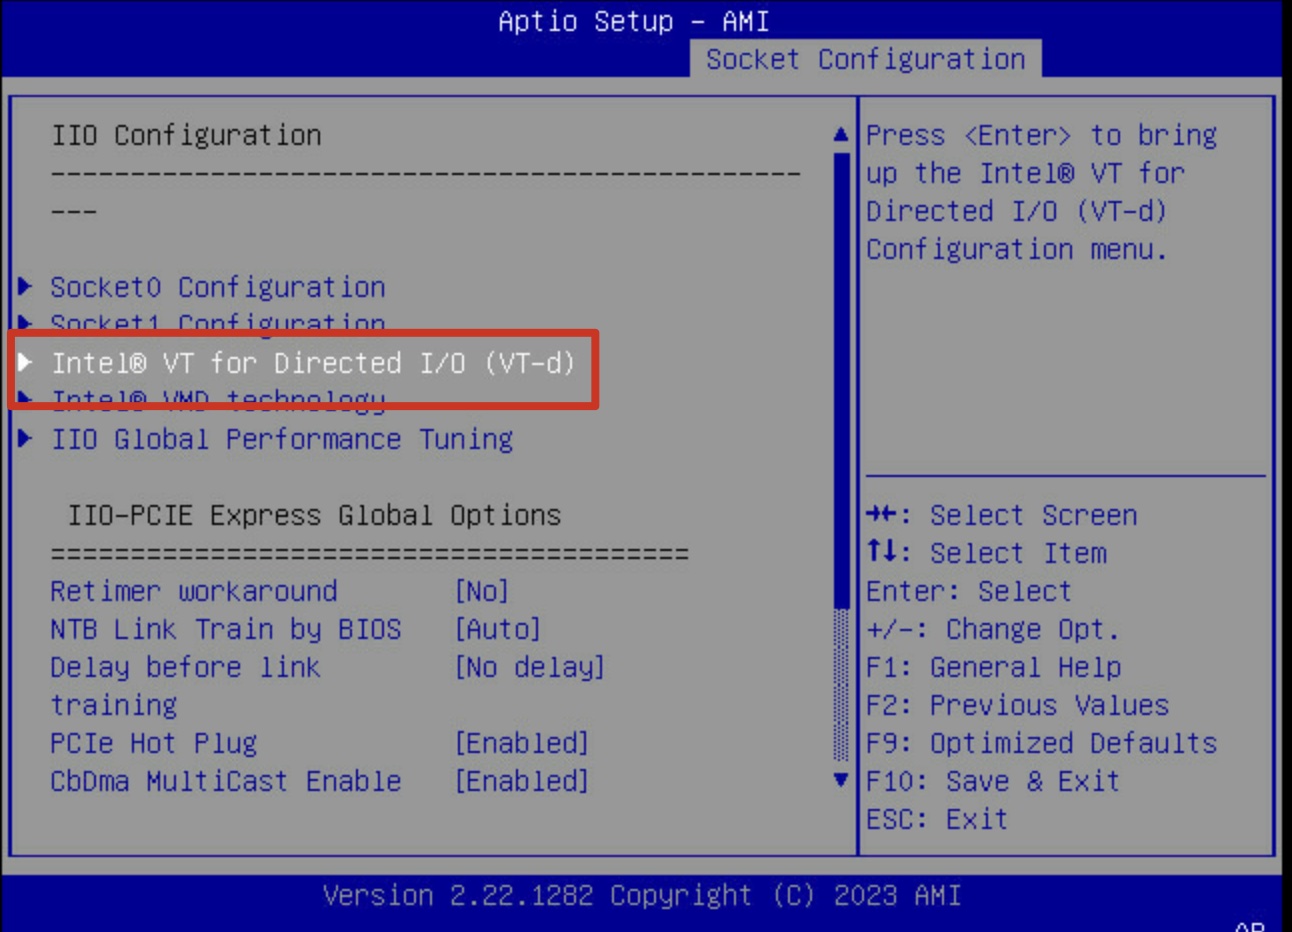 Aptio Setup – AMI
Socket Configuration
IIO Configuration
-----------------------------------------------
---
Socket0 Configuration
Socket1 Configuration
Intel® VT for Directed I/O (VT-d)
Intel® VMD technology
IIO Global Performance Tuning
IIO-PCIE Express Global Options
========================================
Retimer workaround [No]
NTB Link Train by BIOS [Auto]
Delay before link [No delay]
training
PCIe Hot Plug [Enabled]
CbDma MultiCast Enable [Enabled]
Press <Enter> to bring
up the Intel® VT for
Directed I/O (VT-d)
Configuration menu.
→←: Select Screen
↑↓: Select Item
Enter: Select
+/-: Change Opt.
F1: General Help
F2: Previous Values
F9: Optimized Defaults
F10: Save & Exit
ESC: Exit
Version 2.22.1282 Copyright (C) 2023 AMI